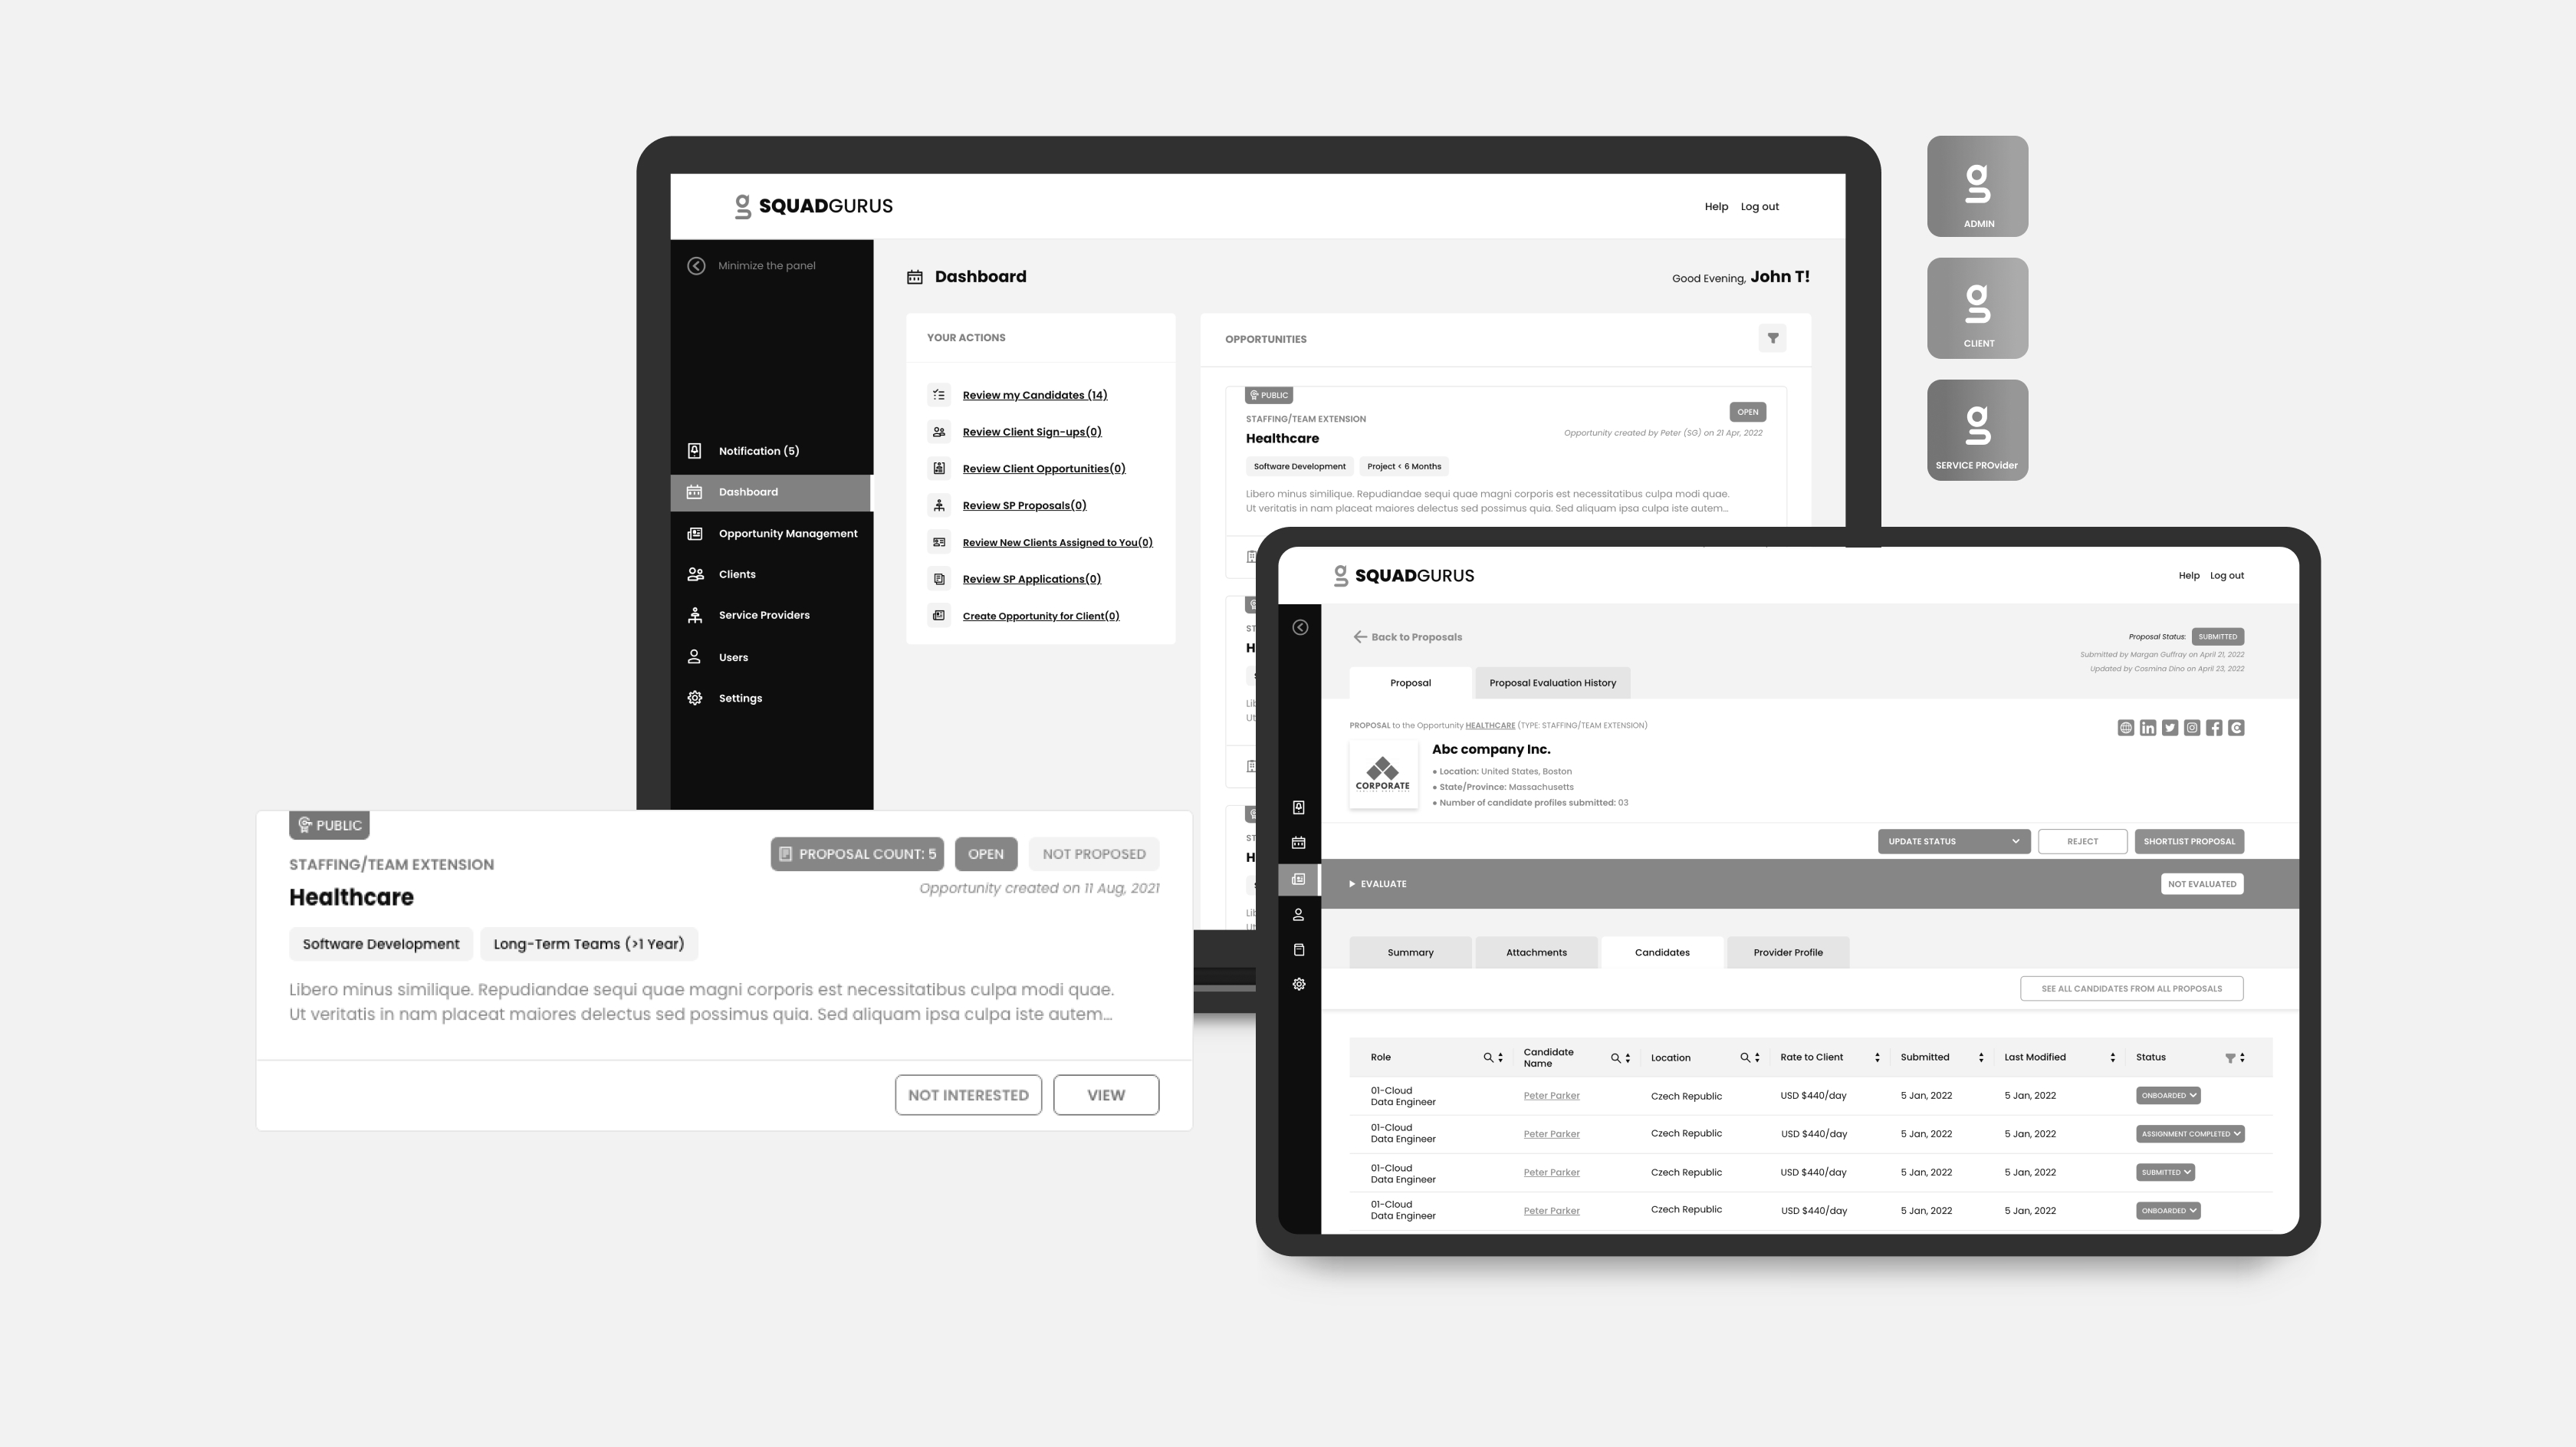 SQUADGURUS
Help Log out
Minimize the panel
Notification (5)
Dashboard
Opportunity Management
Clients
Service Providers
Users
Settings
Dashboard
Good Evening, John T!
YOUR ACTIONS
Review my Candidates (14)
Review Client Sign-ups(0)
Review Client Opportunities(0)
Review SP Proposals(0)
Review New Clients Assigned to You(0)
Review SP Applications(0)
Create Opportunity for Client(0)
OPPORTUNITIES
PUBLIC
OPEN
STAFFING/TEAM EXTENSION
Opportunity created by Peter (SG) on 21 Apr, 2022
Healthcare
Software Development Project < 6 Months
Libero minus similique. Repudiandae sequi quae magni corporis est necessitatibus culpa modi quae.
Ut veritatis in nam placeat maiores delectus sed possimus quia. Sed aliquam ipsa culpa iste autem...
ST
H
Lib
Ut
ST
H
Lib
g
ADMIN
g
CLIENT
g
SERVICE PROvider
PUBLIC
PROPOSAL COUNT: 5 OPEN NOT PROPOSED
STAFFING/TEAM EXTENSION
Opportunity created on 11 Aug, 2021
Healthcare
Software Development Long-Term Teams (>1 Year)
Libero minus similique. Repudiandae sequi quae magni corporis est necessitatibus culpa modi quae.
Ut veritatis in nam placeat maiores delectus sed possimus quia. Sed aliquam ipsa culpa iste autem...
NOT INTERESTED VIEW
SQUADGURUS
Help Log out
Back to Proposals
Proposal Status: SUBMITTED
Submitted by Margan Guffray on April 21, 2022
Updated by Cosmina Dino on April 23, 2022
Proposal Proposal Evaluation History
PROPOSAL to the Opportunity HEALTHCARE (TYPE: STAFFING/TEAM EXTENSION)
CORPORATE
Abc company Inc.
• Location: United States, Boston
• State/Province: Massachusetts
• Number of candidate profiles submitted: 03
UPDATE STATUS REJECT SHORTLIST PROPOSAL
EVALUATE NOT EVALUATED
Summary Attachments Candidates Provider Profile
SEE ALL CANDIDATES FROM ALL PROPOSALS
Role Candidate Name Location Rate to Client Submitted Last Modified Status
01-Cloud Data Engineer Peter Parker Czech Republic USD $440/day 5 Jan, 2022 5 Jan, 2022 ONBOARDED
01-Cloud Data Engineer Peter Parker Czech Republic USD $440/day 5 Jan, 2022 5 Jan, 2022 ASSIGNMENT COMPLETED
01-Cloud Data Engineer Peter Parker Czech Republic USD $440/day 5 Jan, 2022 5 Jan, 2022 SUBMITTED
01-Cloud Data Engineer Peter Parker Czech Republic USD $440/day 5 Jan, 2022 5 Jan, 2022 ONBOARDED